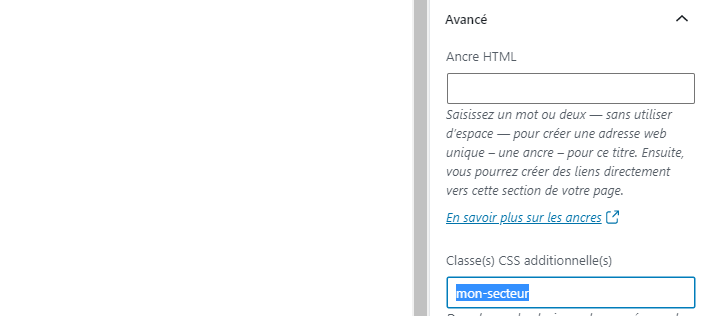 Avancé
Ancre HTML
Saisissez un mot ou deux — sans utiliser
d'espace — pour créer une adresse web
unique – une ancre – pour ce titre. Ensuite,
vous pourrez créer des liens directement
vers cette section de votre page.
En savoir plus sur les ancres
Classe(s) CSS additionnelle(s)
mon-secteur